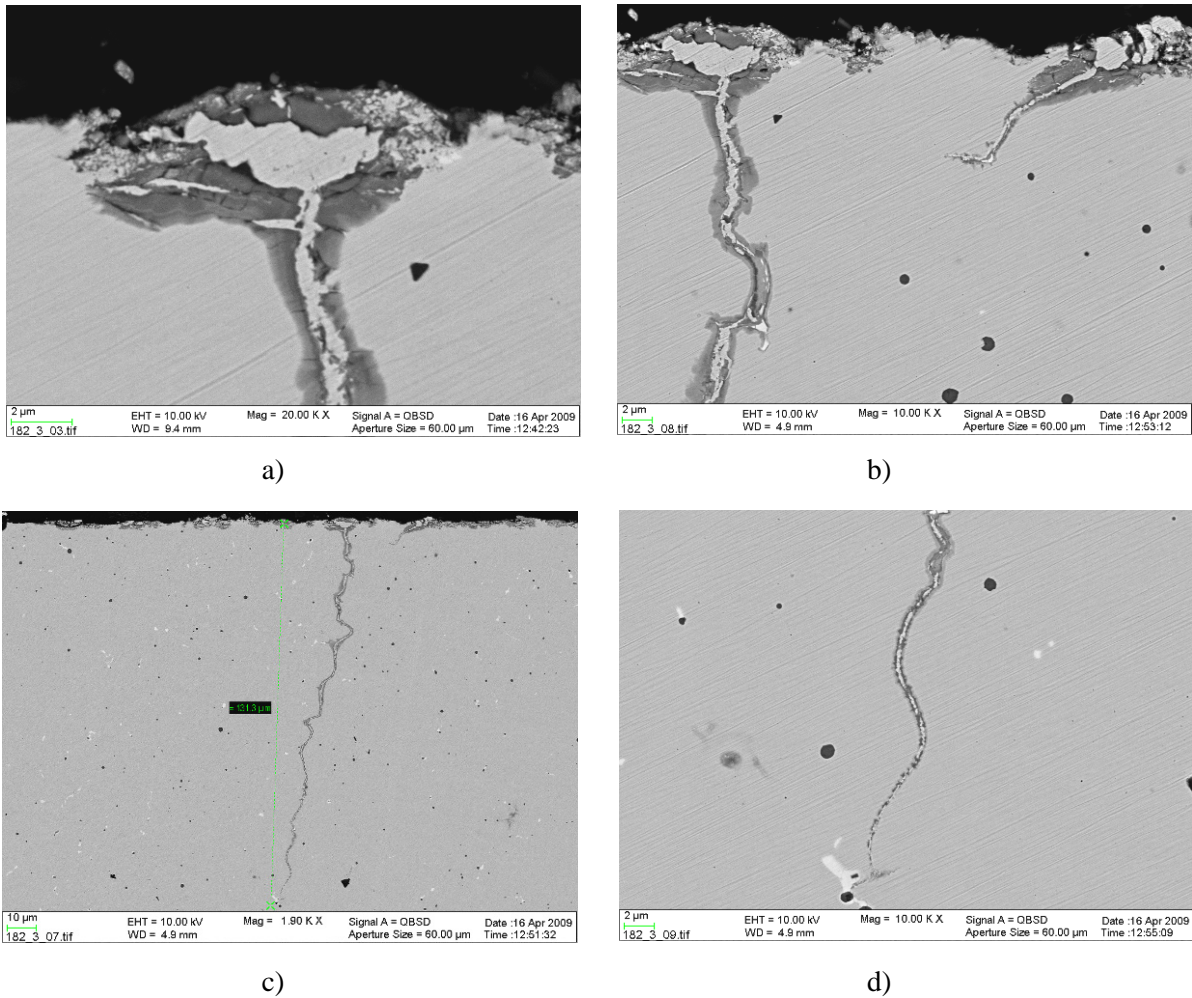 2 µm
EHT = 10.00 kV Mag = 20.00 K X Signal A = QBSD Date :16 Apr 2009
182_3_03.tif WD = 9.4 mm Aperture Size = 60.00 µm Time :12:42:23
a)
2 µm
EHT = 10.00 kV Mag = 10.00 K X Signal A = QBSD Date :16 Apr 2009
182_3_08.tif WD = 4.9 mm Aperture Size = 60.00 µm Time :12:53:12
b)
= 131.3 µm
10 µm
EHT = 10.00 kV Mag = 1.90 K X Signal A = QBSD Date :16 Apr 2009
182_3_07.tif WD = 4.9 mm Aperture Size = 60.00 µm Time :12:51:32
c)
2 µm
EHT = 10.00 kV Mag = 10.00 K X Signal A = QBSD Date :16 Apr 2009
182_3_09.tif WD = 4.9 mm Aperture Size = 60.00 µm Time :12:55:09
d)